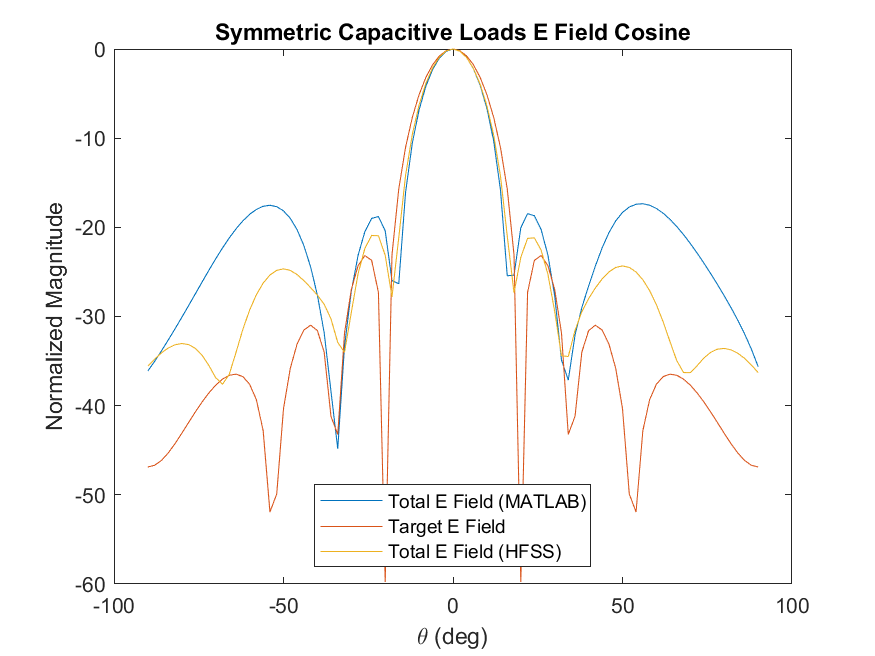 Symmetric Capacitive Loads E Field Cosine
0
-10
-20
-30
-40
-50
-60
Normalized Magnitude
Total E Field (MATLAB)
Target E Field
Total E Field (HFSS)
-100
-50
0
50
100
θ (deg)